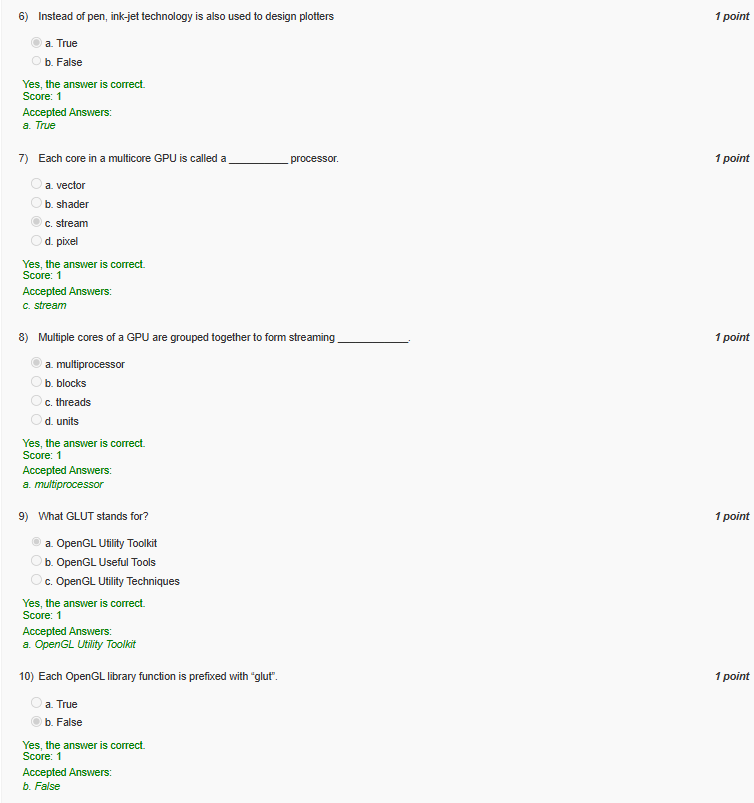 6) Instead of pen, ink-jet technology is also used to design plotters 1 point
a. True
b. False
Yes, the answer is correct.
Score: 1
Accepted Answers:
a. True
7) Each core in a multicore GPU is called a __________ processor. 1 point
a. vector
b. shader
c. stream
d. pixel
Yes, the answer is correct.
Score: 1
Accepted Answers:
c. stream
8) Multiple cores of a GPU are grouped together to form streaming ____________. 1 point
a. multiprocessor
b. blocks
c. threads
d. units
Yes, the answer is correct.
Score: 1
Accepted Answers:
a. multiprocessor
9) What GLUT stands for? 1 point
a. OpenGL Utility Toolkit
b. OpenGL Useful Tools
c. OpenGL Utility Techniques
Yes, the answer is correct.
Score: 1
Accepted Answers:
a. OpenGL Utility Toolkit
10) Each OpenGL library function is prefixed with “glut”. 1 point
a. True
b. False
Yes, the answer is correct.
Score: 1
Accepted Answers:
b. False